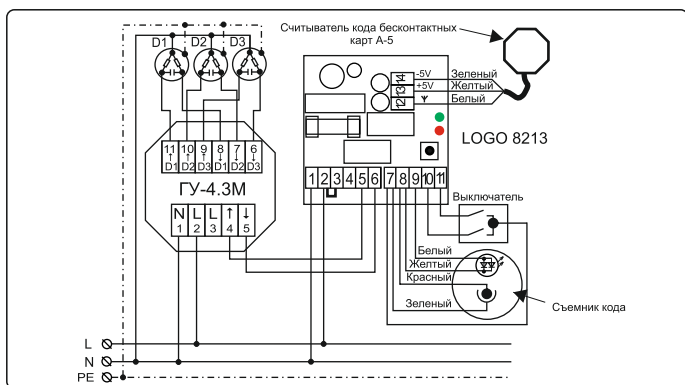 Считыватель кода бесконтактных
карт А-5
D1 D2 D3
14 -5V Зеленый
13 +5V Желтый
12 Белый
LOGO 8213
11 10 9 8 7 6
↑ ↑ ↑ ↓ ↓ ↓
D1 D2 D3 D1 D2 D3
ГУ-4.3М
N L L ↑ ↓
1 2 3 4 5
1 2 3 4 5 6 7 8 9 10 11
Выключатель
Белый
Желтый
Красный
Зеленый
Съемник кода
L
N
PE